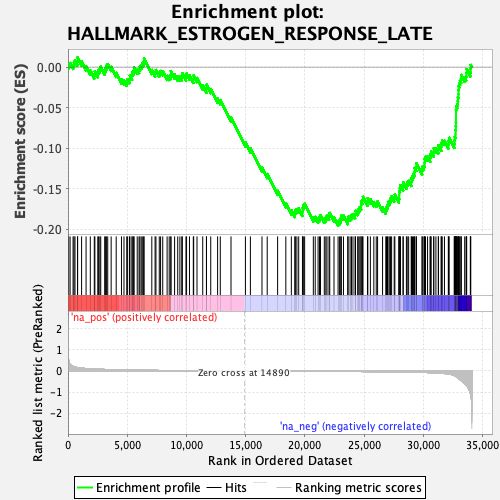 Enrichment plot:
HALLMARK_ESTROGEN_RESPONSE_LATE
Enrichment score (ES)
0.00
-0.05
-0.10
-0.15
-0.20
'na_pos' (positively correlated)
Ranked list metric (PreRanked)
2
1
0
-1
-2
Zero cross at 14890
'na_neg' (negatively correlated)
0
5,000
10,000
15,000
20,000
25,000
30,000
35,000
Rank in Ordered Dataset
Enrichment profile
Hits
Ranking metric scores